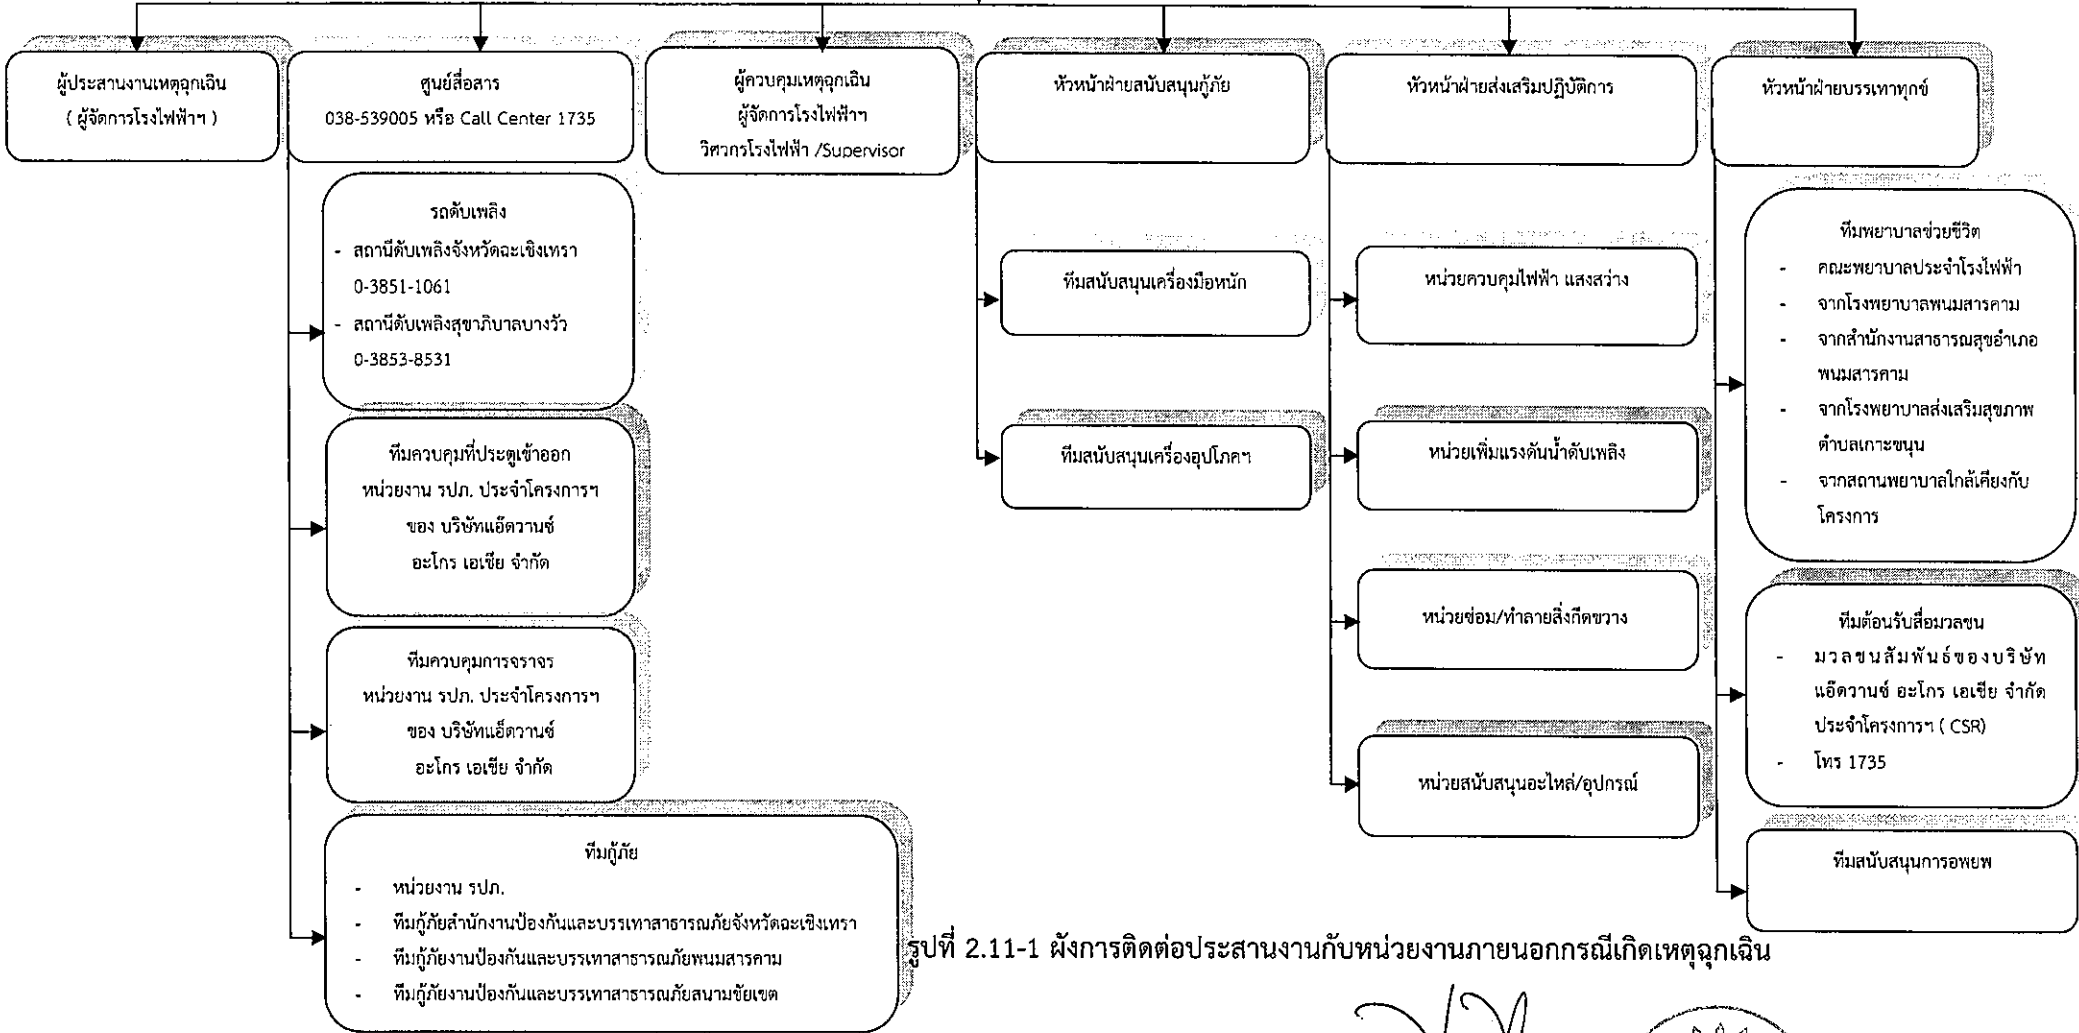 ผู้ประสานงานเหตุฉุกเฉิน
( ผู้จัดการโรงไฟฟ้าฯ )
ศูนย์สื่อสาร
038-539005 หรือ Call Center 1735
ผู้ควบคุมเหตุฉุกเฉิน
ผู้จัดการโรงไฟฟ้าฯ
วิศวกรโรงไฟฟ้า /Supervisor
หัวหน้าฝ่ายสนับสนุนกู้ภัย
หัวหน้าฝ่ายส่งเสริมปฏิบัติการ
หัวหน้าฝ่ายบรรเทาทุกข์
รถดับเพลิง
- สถานีดับเพลิงจังหวัดฉะเชิงเทรา
0-3851-1061
- สถานีดับเพลิงสุขาภิบาลบางวัว
0-3853-8531
ทีมควบคุมที่ประตูเข้าออก
หน่วยงาน รปภ. ประจำโครงการฯ
ของ บริษัทแอ๊ดวานซ์
อะโกร เอเชีย จำกัด
ทีมควบคุมการจราจร
หน่วยงาน รปภ. ประจำโครงการฯ
ของ บริษัทแอ็ดวานซ์
อะโกร เอเชีย จำกัด
ทีมกู้ภัย
- หน่วยงาน รปภ.
- ทีมกู้ภัยสำนักงานป้องกันและบรรเทาสาธารณภัยจังหวัดฉะเชิงเทรา
- ทีมกู้ภัยงานป้องกันและบรรเทาสาธารณภัยพนมสารคาม
- ทีมกู้ภัยงานป้องกันและบรรเทาสาธารณภัยสนามชัยเขต
ทีมสนับสนุนเครื่องมือหนัก
ทีมสนับสนุนเครื่องอุปโภคฯ
หน่วยควบคุมไฟฟ้า แสงสว่าง
หน่วยเพิ่มแรงดันน้ำดับเพลิง
หน่วยซ่อม/ทำลายสิ่งกีดขวาง
หน่วยสนับสนุนอะไหล่/อุปกรณ์
ทีมพยาบาลช่วยชีวิต
- คณะพยาบาลประจำโรงไฟฟ้า
- จากโรงพยาบาลพนมสารคาม
- จากสำนักงานสาธารณสุขอำเภอ
พนมสารคาม
- จากโรงพยาบาลส่งเสริมสุขภาพ
ตำบลเกาะขนุน
- จากสถานพยาบาลใกล้เคียงกับ
โครงการ
ทีมต้อนรับสื่อมวลชน
- มวลชนสัมพันธ์ของบริษัท
แอ๊ดวานซ์ อะโกร เอเชีย จำกัด
ประจำโครงการฯ ( CSR)
- โทร 1735
ทีมสนับสนุนการอพยพ
รูปที่ 2.11-1 ผังการติดต่อประสานงานกับหน่วยงานภายนอกกรณีเกิดเหตุฉุกเฉิน